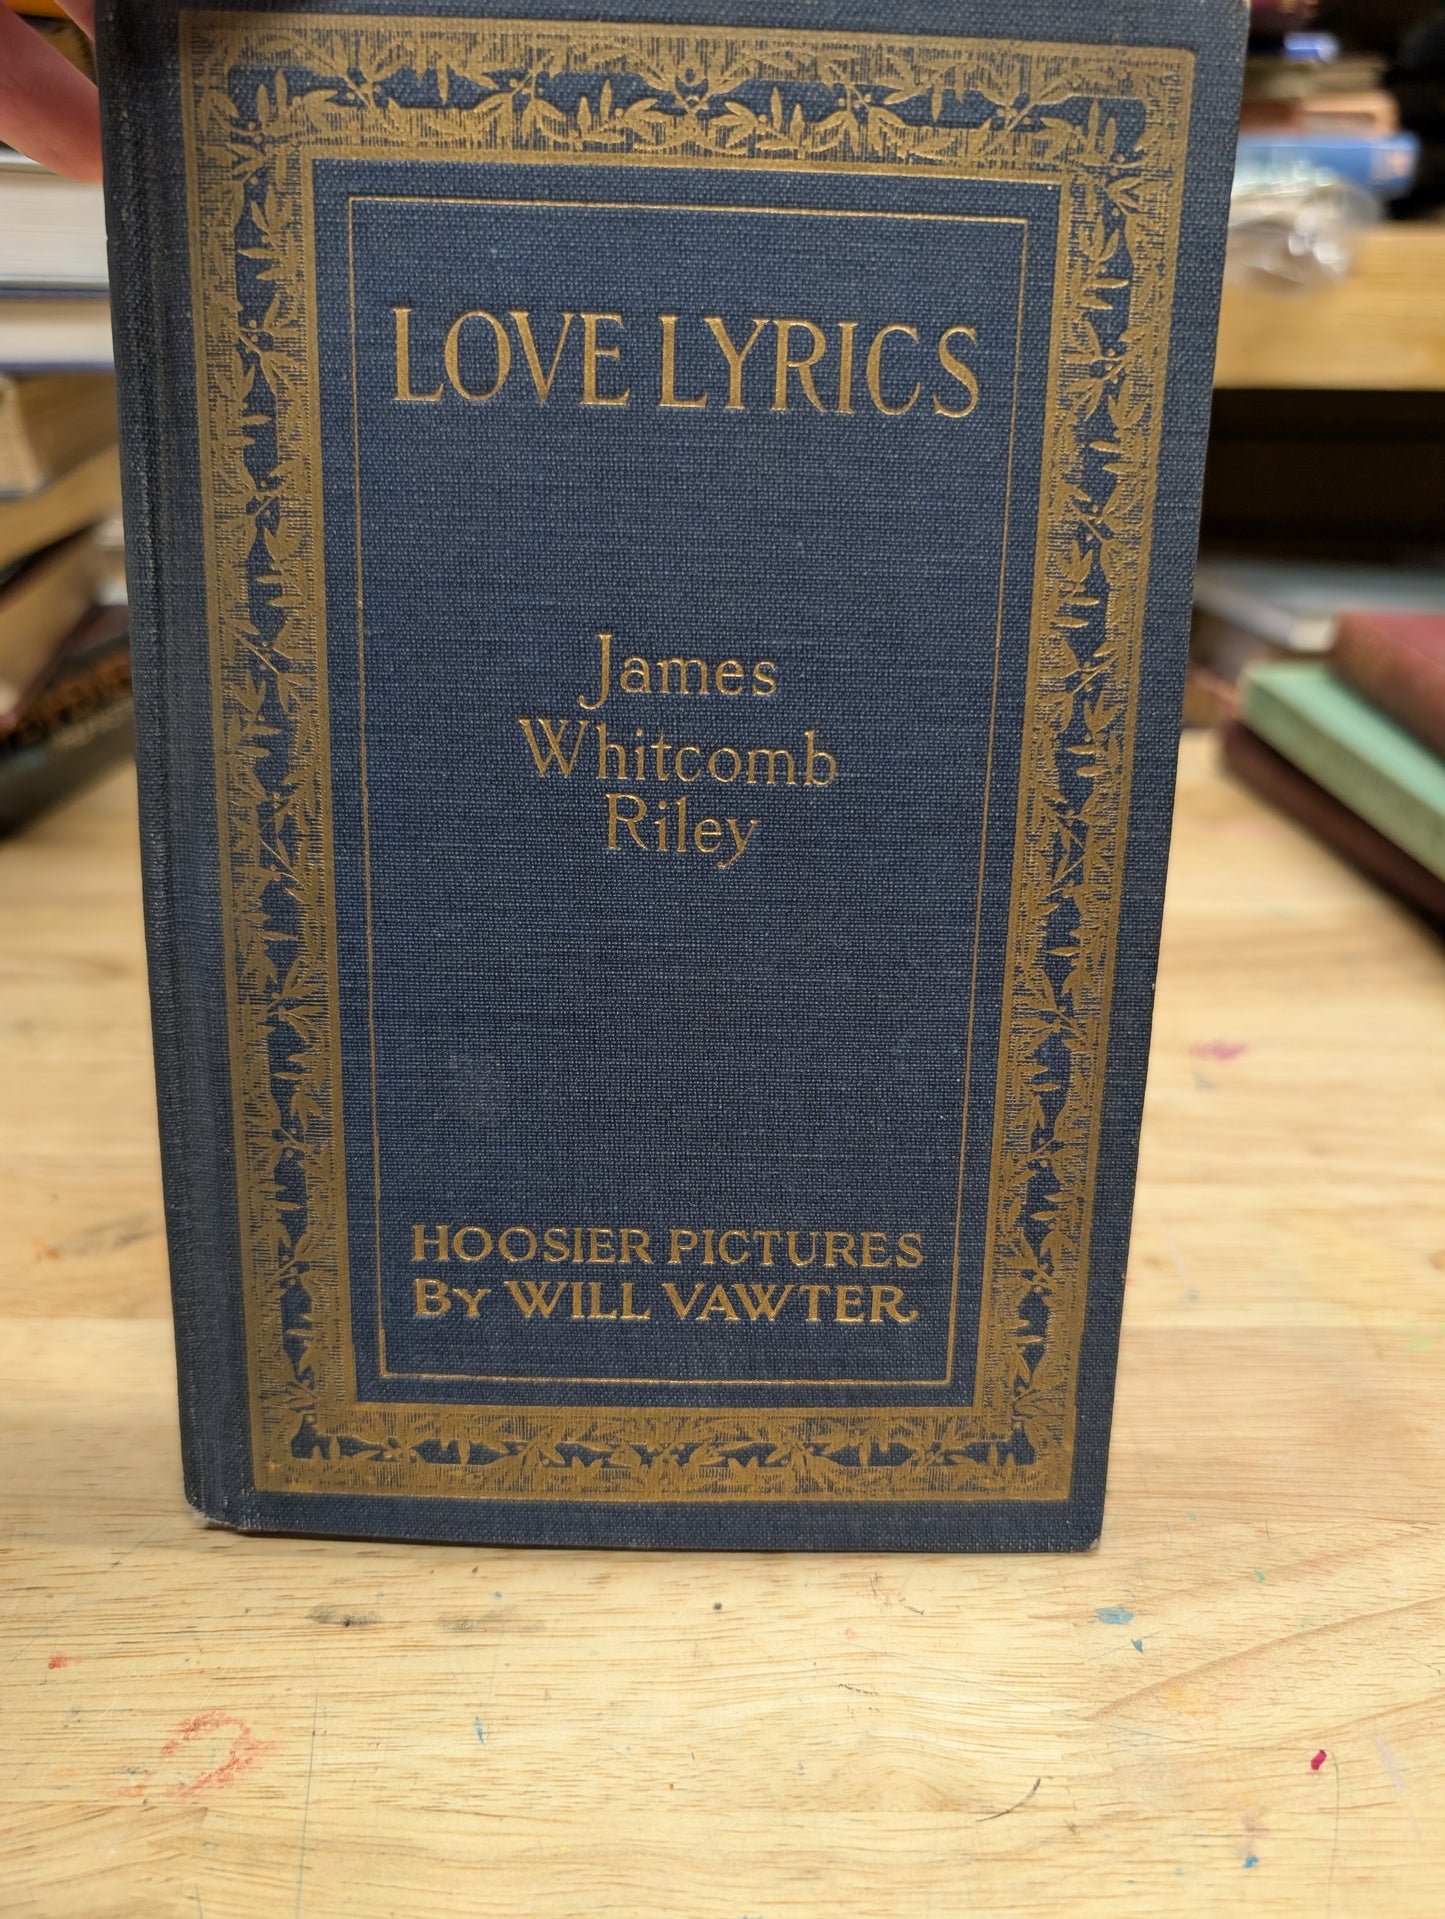 LOVE LYRICS
James
Whitcomb
Riley
HOOSIER PICTURES
By WILL VAWTER